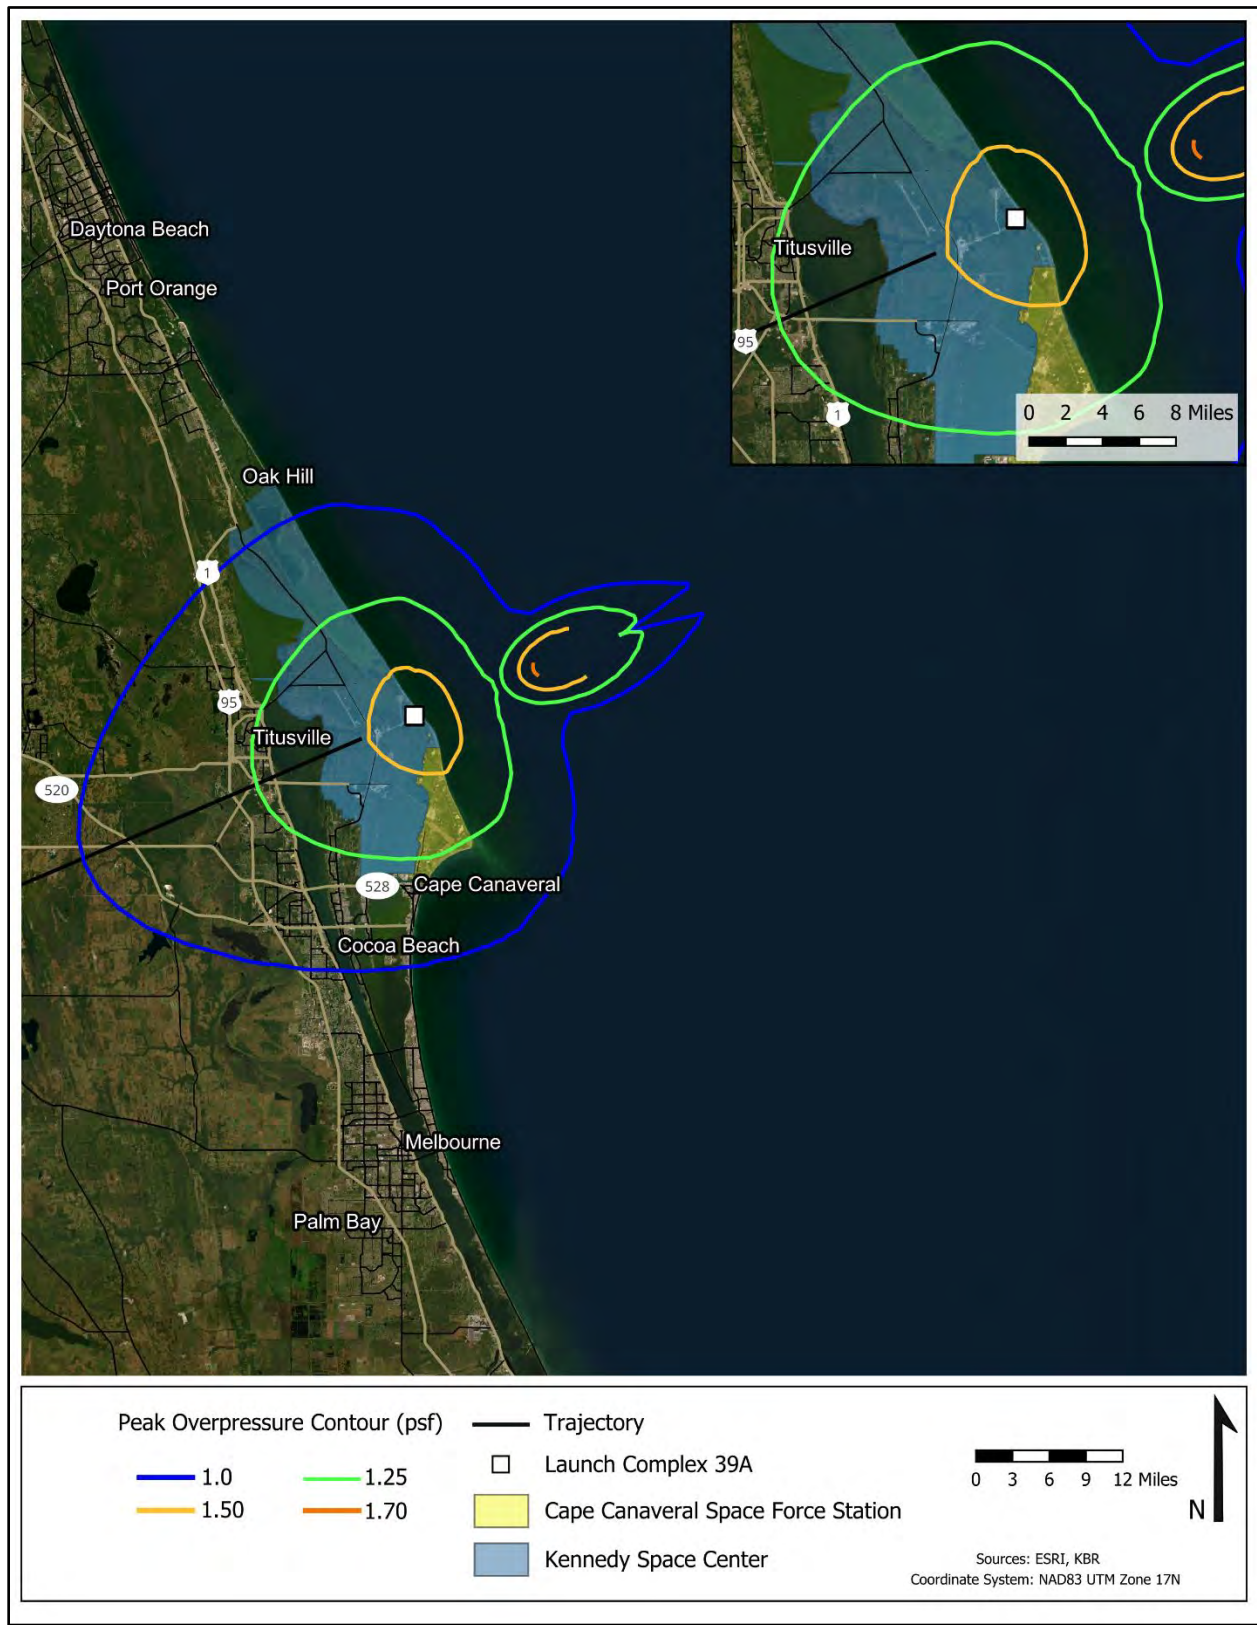 Daytona Beach
Port Orange
Oak Hill
1
95
Titusville
520
528
Cape Canaveral
Cocoa Beach
Melbourne
Palm Bay
Titusville
95
1
0 2 4 6 8 Miles
Peak Overpressure Contour (psf)
1.0
1.25
1.50
1.70
Trajectory
Launch Complex 39A
Cape Canaveral Space Force Station
Kennedy Space Center
0 3 6 9 12 Miles
N
Sources: ESRI, KBR
Coordinate System: NAD83 UTM Zone 17N